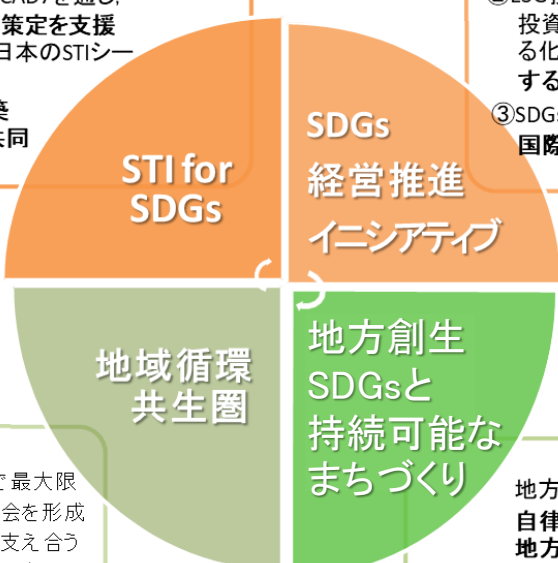 策定を支援
日本のSTIシー
共同
投資
る化
する
③SDGs
国際
STI for
SDGs
SDGs
経営推進
イニシアティブ
地域循環
共生圏
地方創生
SDGsと
持続可能な
まちづくり
で最大限
会を形成
支え合う
地方
自律
地方